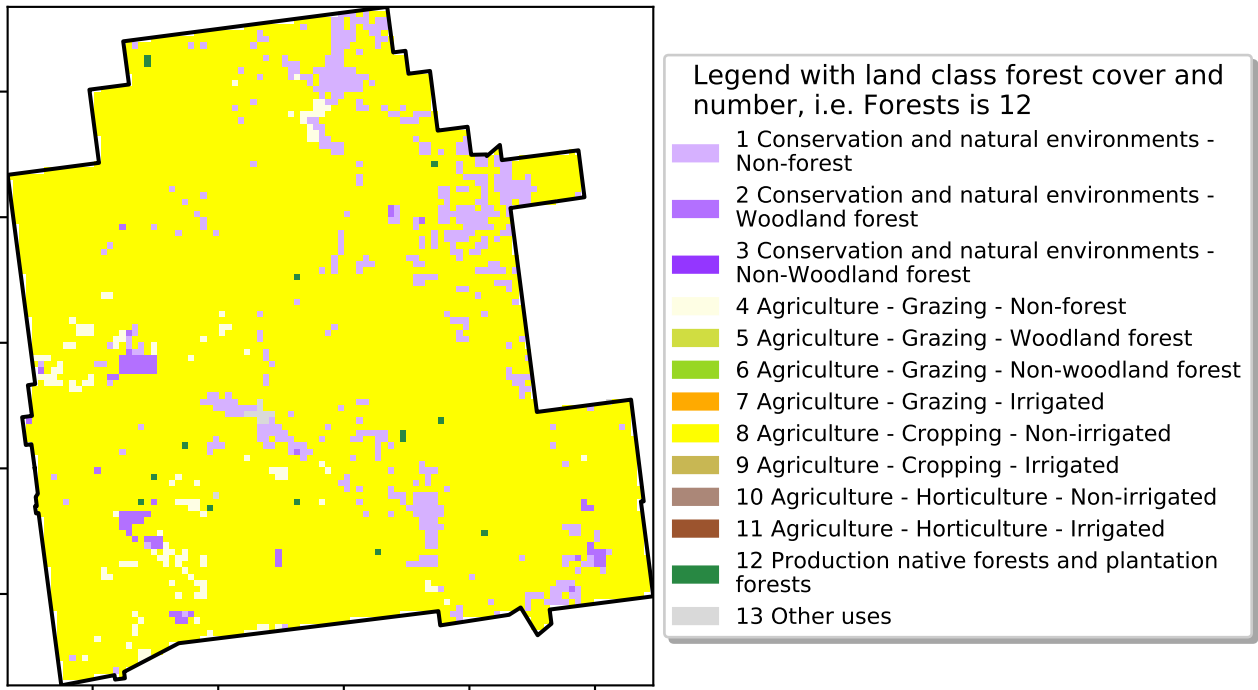 Legend with land class forest cover and
number, i.e. Forests is 12
1 Conservation and natural environments -
Non-forest
2 Conservation and natural environments -
Woodland forest
3 Conservation and natural environments -
Non-Woodland forest
4 Agriculture - Grazing - Non-forest
5 Agriculture - Grazing - Woodland forest
6 Agriculture - Grazing - Non-woodland forest
7 Agriculture - Grazing - Irrigated
8 Agriculture - Cropping - Non-irrigated
9 Agriculture - Cropping - Irrigated
10 Agriculture - Horticulture - Non-irrigated
11 Agriculture - Horticulture - Irrigated
12 Production native forests and plantation
forests
13 Other uses